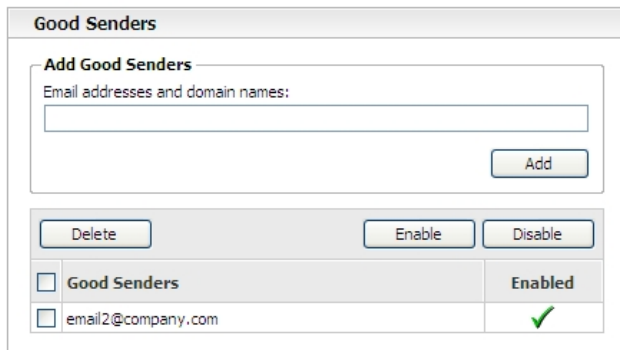 Good Senders
Add Good Senders
Email addresses and domain names:
Add
Delete Enable Disable
Good Senders Enabled
email2@company.com